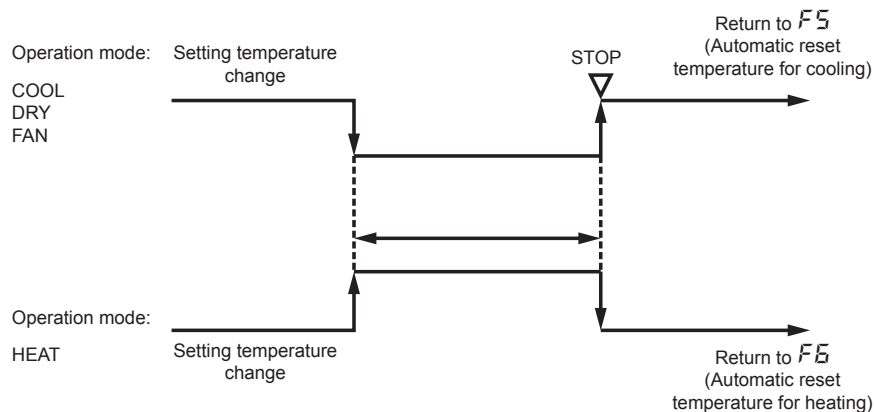 Operation mode:
COOL
DRY
FAN
Setting temperature
change
STOP
Return to F5
(Automatic reset
temperature for cooling)
Operation mode:
HEAT
Setting temperature
change
Return to F6
(Automatic reset
temperature for heating)